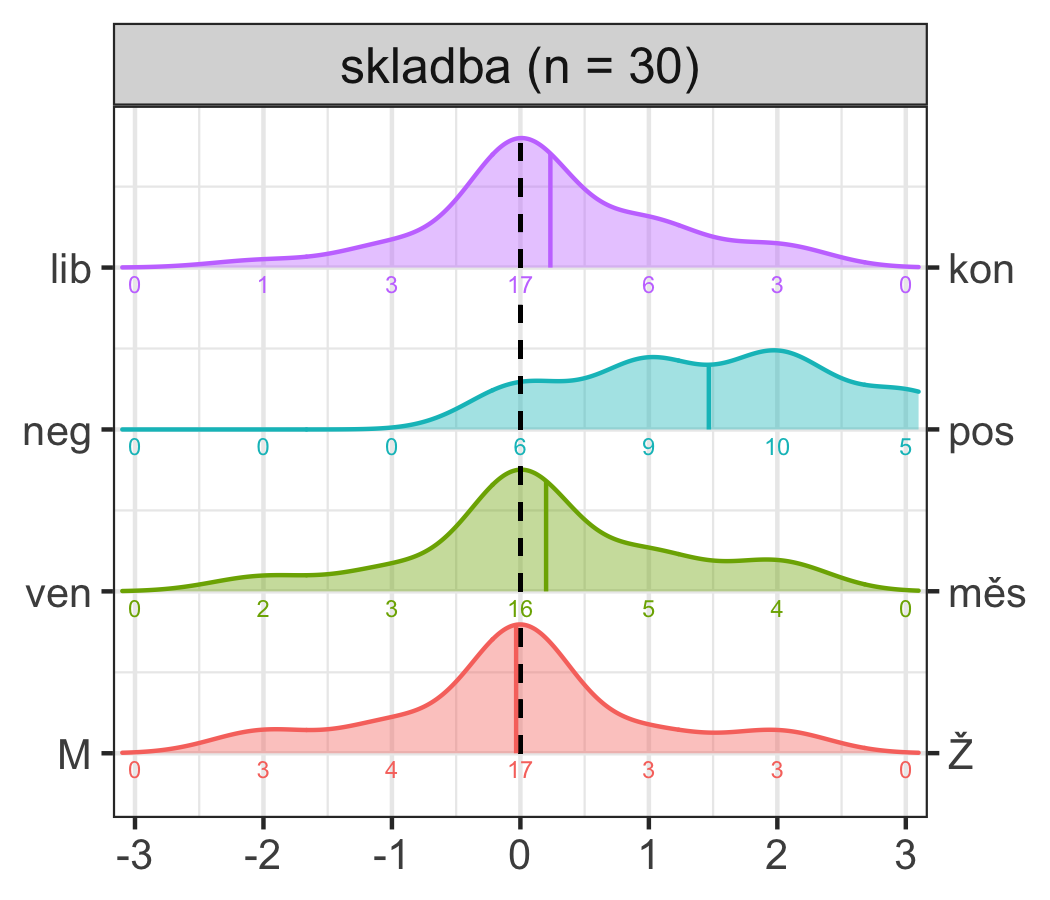 skladba (n = 30)
lib kon
0 1 3 17 6 3 0
neg pos
0 0 0 6 9 10 5
ven měs
0 2 3 16 5 4 0
M Ž
0 3 4 17 3 3 0
-3 -2 -1 0 1 2 3